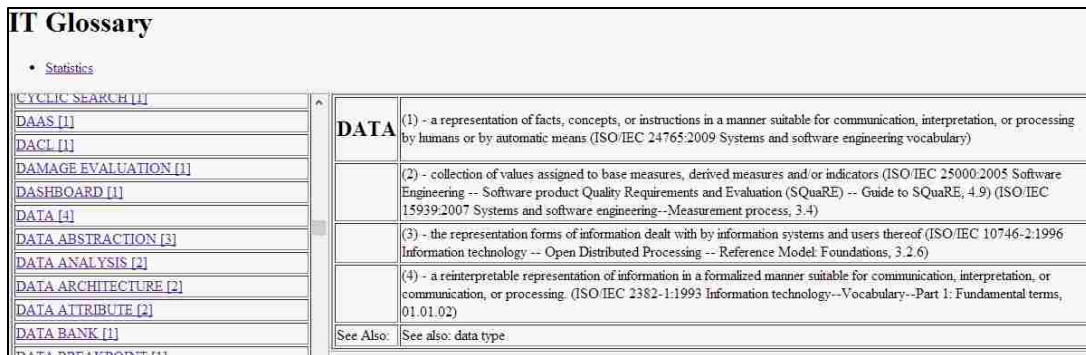 IT Glossary
• Statistics
CYCLIC SEARCH [1]
DAAS [1]
DACL [1]
DAMAGE EVALUATION [1]
DASHBOARD [1]
DATA [4]
DATA ABSTRACTION [3]
DATA ANALYSIS [2]
DATA ARCHITECTURE [2]
DATA ATTRIBUTE [2]
DATA BANK [1]
DATA BREAKPOINT [1]
DATA
(1) - a representation of facts, concepts, or instructions in a manner suitable for communication, interpretation, or processing
by humans or by automatic means (ISO/IEC 24765:2009 Systems and software engineering vocabulary)
(2) - collection of values assigned to base measures, derived measures and/or indicators (ISO/IEC 25000:2005 Software
Engineering -- Software product Quality Requirements and Evaluation (SQuaRE) -- Guide to SQuaRE, 4.9) (ISO/IEC
15939:2007 Systems and software engineering--Measurement process, 3.4)
(3) - the representation forms of information dealt with by information systems and users thereof (ISO/IEC 10746-2:1996
Information technology -- Open Distributed Processing -- Reference Model: Foundations, 3.2.6)
(4) - a reinterpretable representation of information in a formalized manner suitable for communication, interpretation, or
communication, or processing. (ISO/IEC 2382-1:1993 Information technology--Vocabulary--Part 1: Fundamental terms,
01.01.02)
See Also: See also: data type